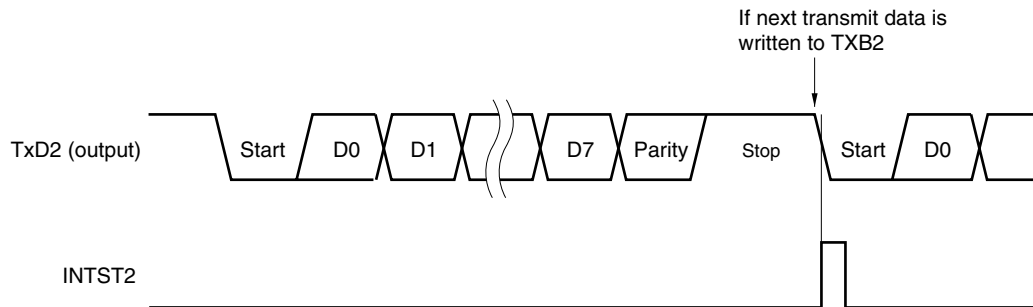 If next transmit data is
written to TXB2
TxD2 (output)
Start
D0
D1
D7
Parity
Stop
Start
D0
INTST2